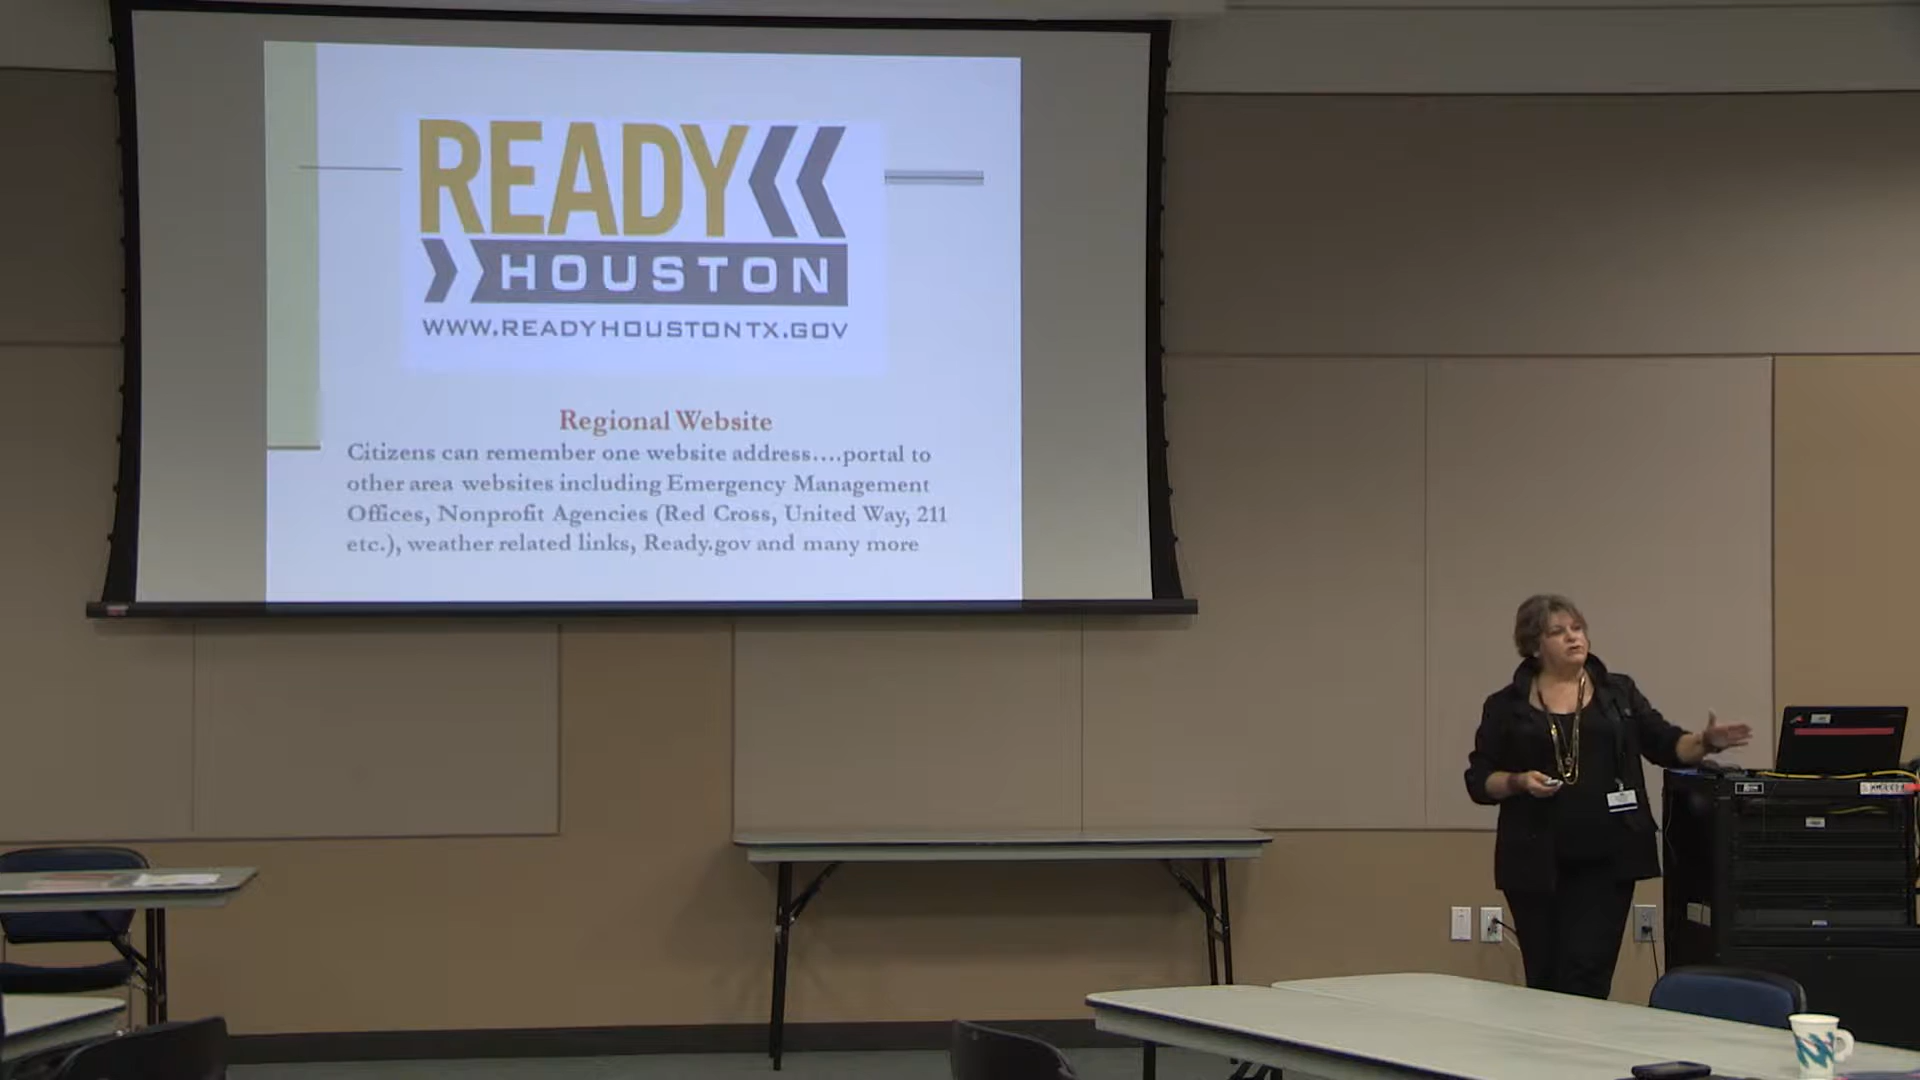 READY
HOUSTON
WWW.READYHOUSTONTX.GOV
Regional Website
Citizens can remember one website address....portal to
other area websites including Emergency Management
Offices, Nonprofit Agencies (Red Cross, United Way, 211
etc.), weather related links, Ready.gov and many more